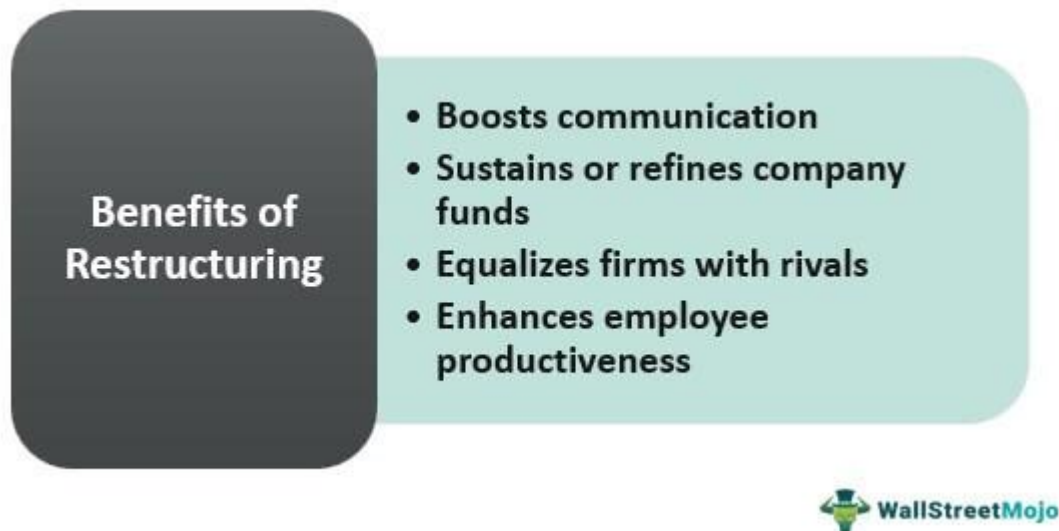 Benefits of
Restructuring
• Boosts communication
• Sustains or refines company
funds
• Equalizes firms with rivals
• Enhances employee
productiveness
WallStreetMojo